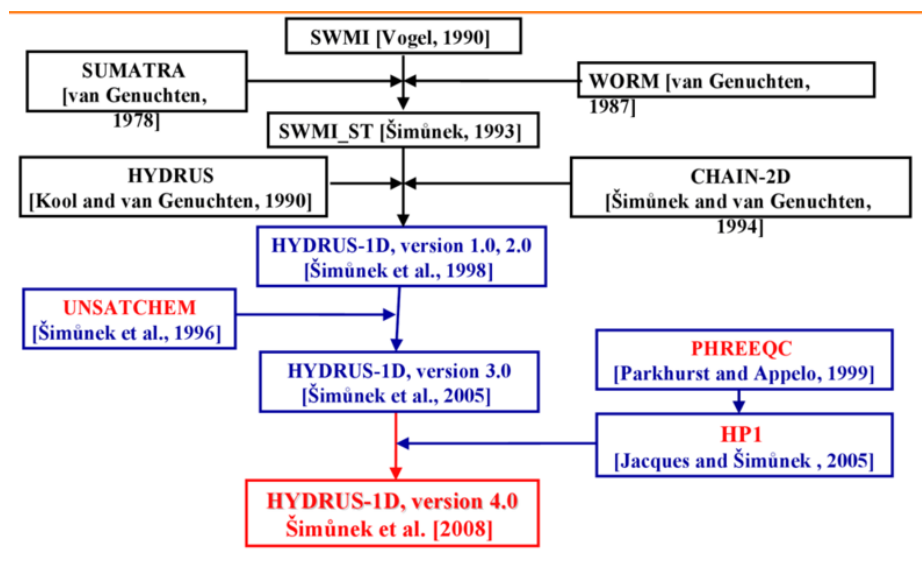 SWMI [Vogel, 1990]
SUMATRA
[van Genuchten,
1978]
WORM [van Genuchten,
1987]
SWMI_ST [Šimůnek, 1993]
HYDRUS
[Kool and van Genuchten, 1990]
CHAIN-2D
[Šimůnek and van Genuchten,
1994]
HYDRUS-1D, version 1.0, 2.0
[Šimůnek et al., 1998]
UNSATCHEM
[Šimůnek et al., 1996]
HYDRUS-1D, version 3.0
[Šimůnek et al., 2005]
PHREEQC
[Parkhurst and Appelo, 1999]
HP1
[Jacques and Šimůnek , 2005]
HYDRUS-1D, version 4.0
Šimůnek et al. [2008]